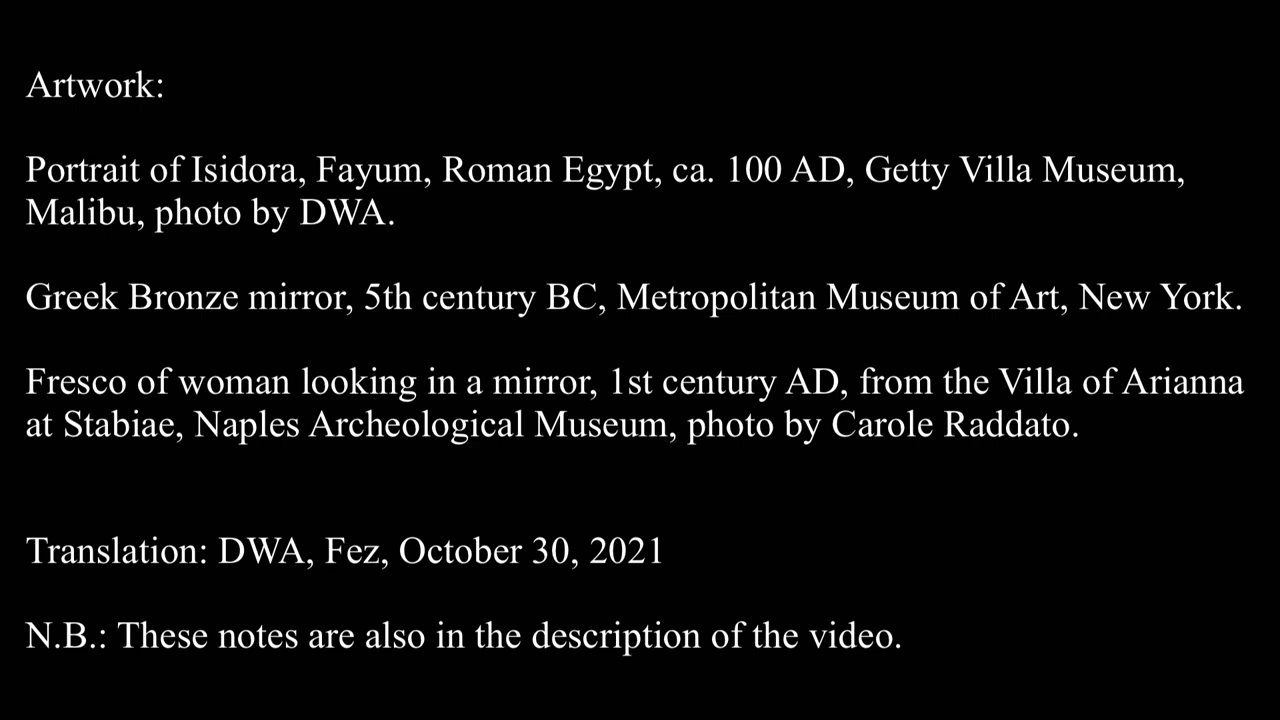 Artwork:
Portrait of Isidora, Fayum, Roman Egypt, ca. 100 AD, Getty Villa Museum,
Malibu, photo by DWA.
Greek Bronze mirror, 5th century BC, Metropolitan Museum of Art, New York.
Fresco of woman looking in a mirror, 1st century AD, from the Villa of Arianna
at Stabiae, Naples Archeological Museum, photo by Carole Raddato.
Translation: DWA, Fez, October 30, 2021
N.B.: These notes are also in the description of the video.